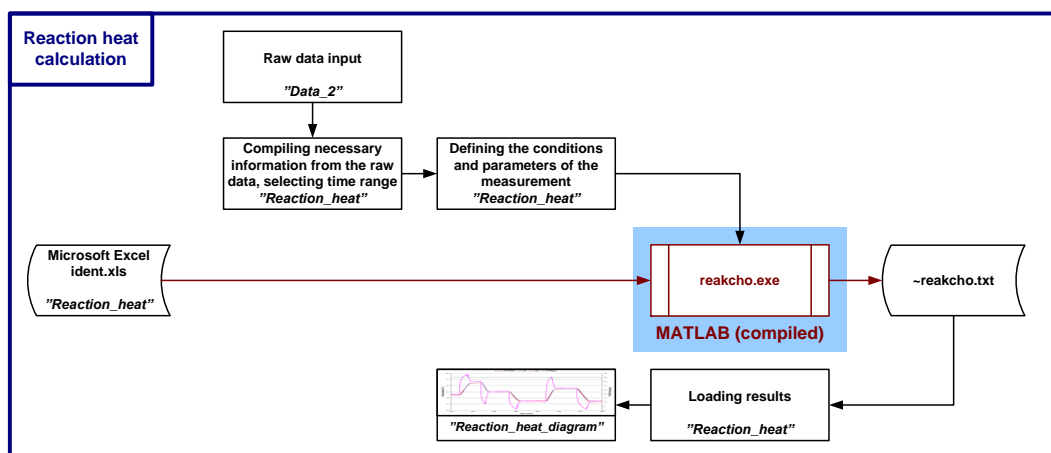 Reaction heat
calculation
Raw data input
”Data_2”
Compiling necessary
information from the raw
data, selecting time range
”Reaction_heat”
Defining the conditions
and parameters of the
measurement
”Reaction_heat”
Microsoft Excel
ident.xls
”Reaction_heat”
reakcho.exe
MATLAB (compiled)
~reakcho.txt
”Reaction_heat_diagram”
Loading results
”Reaction_heat”